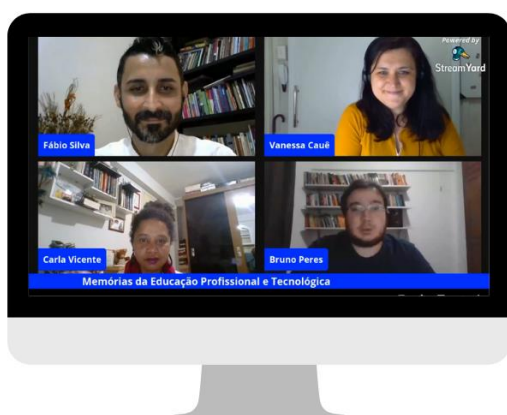 Powered by
StreamYard
Fábio Silva
Vanessa Cauê
Carla Vicente
Bruno Peres
Memórias da Educação Profissional e Tecnológica